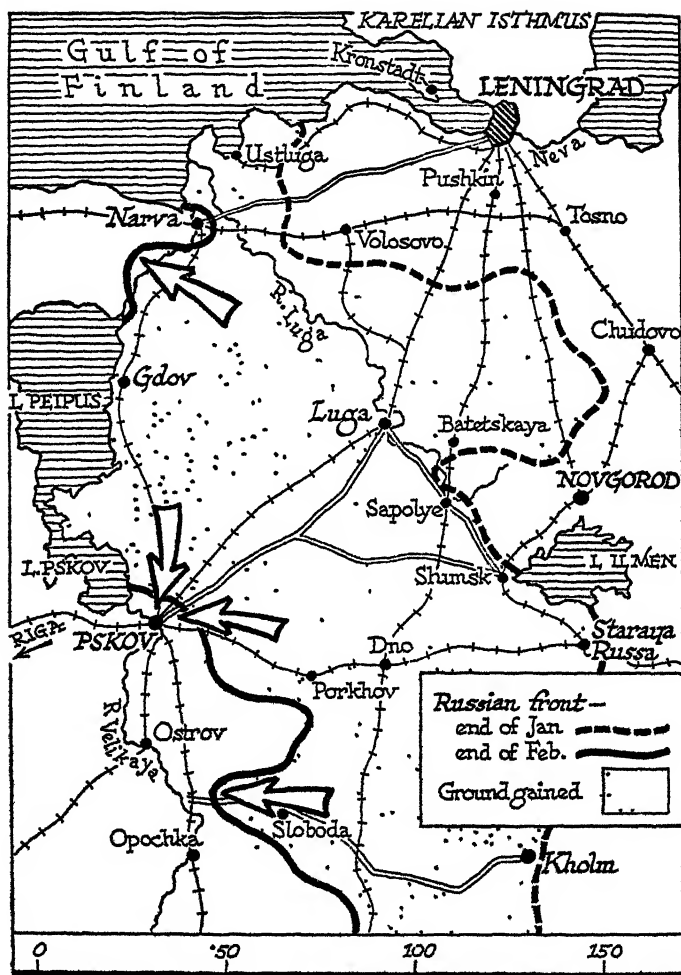 KARELIAN ISTHMUS
Gulf of
Finland
Kronstadt
LENINGRAD
Ustluga
Neva
Pushkin
Narva
Volosovo
Tosno
R. Luga
Chudovo
L. PEIPUS
Gdov
Luga
Batetskaya
NOVGOROD
Sapolye
L. PSKOV
Shimsk
L. ILMEN
RIGA
PSKOV
Dno
Staraya
Russa
Porkhov
R. Velikaya
Ostrov
Russian front—
end of Jan
end of Feb.
Ground gained
Sloboda
Opochka
Kholm
0
50
100
150